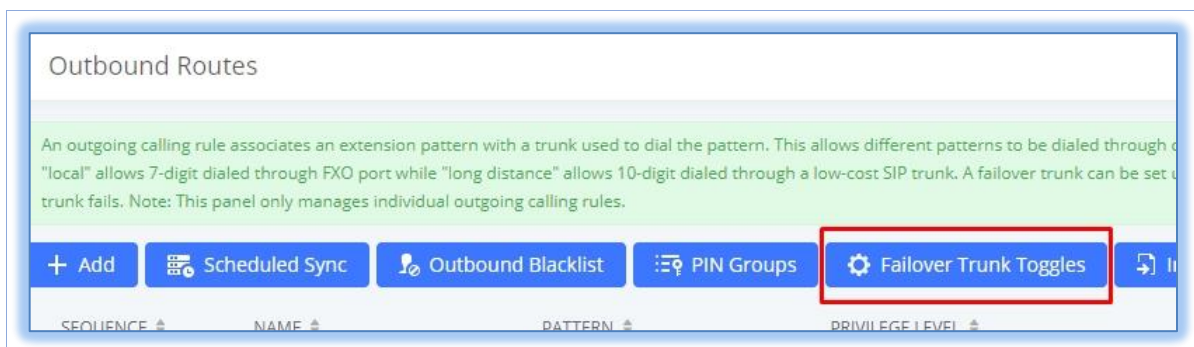 Outbound Routes
An outgoing calling rule associates an extension pattern with a trunk used to dial the pattern. This allows different patterns to be dialed through
"local" allows 7-digit dialed through FXO port while "long distance" allows 10-digit dialed through a low-cost SIP trunk. A failover trunk can be set
trunk fails. Note: This panel only manages individual outgoing calling rules.
+ Add Scheduled Sync Outbound Blacklist PIN Groups Failover Trunk Toggles
SEQUENCE NAME PATTERN PRIVILEGE LEVEL